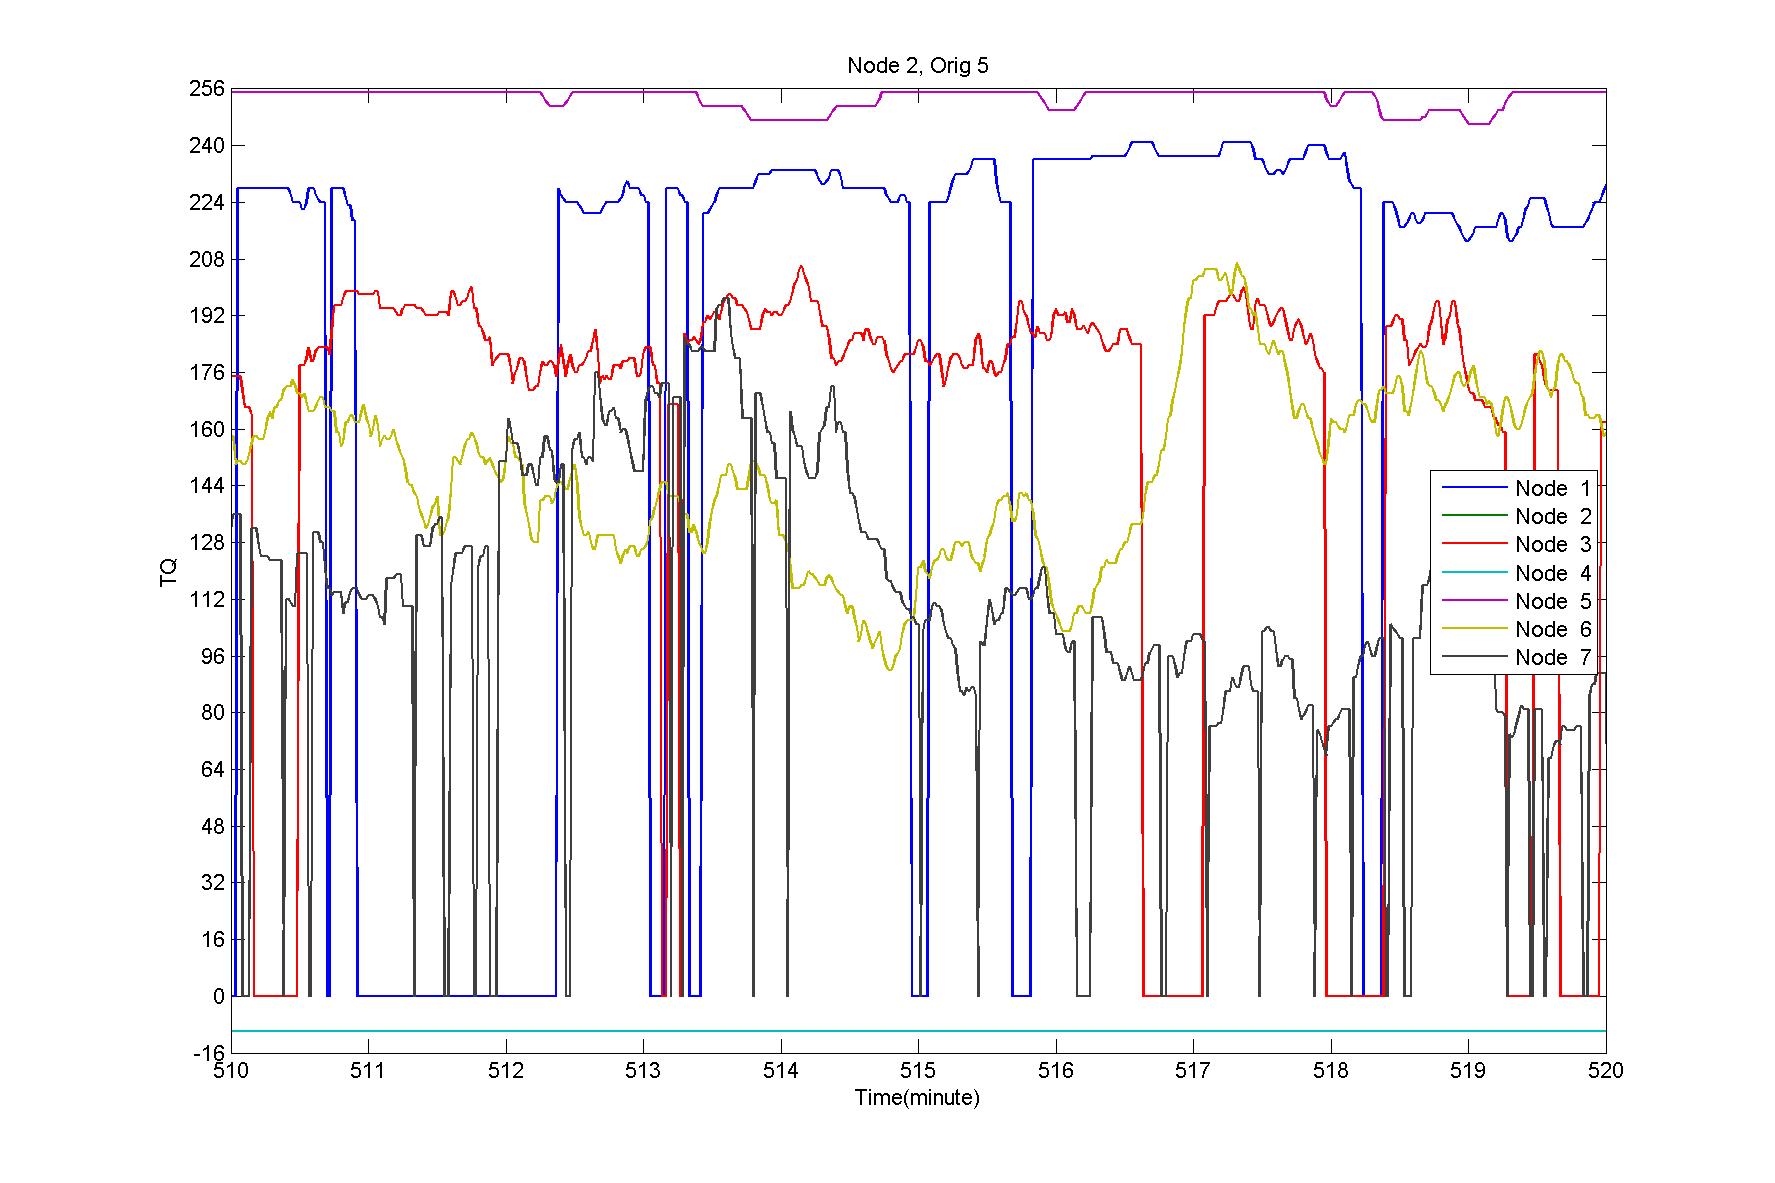 Node 2, Orig 5
256
240
224
208
192
176
160
144
128
112
96
80
64
48
32
16
0
-16
TQ
510 511 512 513 514 515 516 517 518 519 520
Time(minute)
Node 1
Node 2
Node 3
Node 4
Node 5
Node 6
Node 7